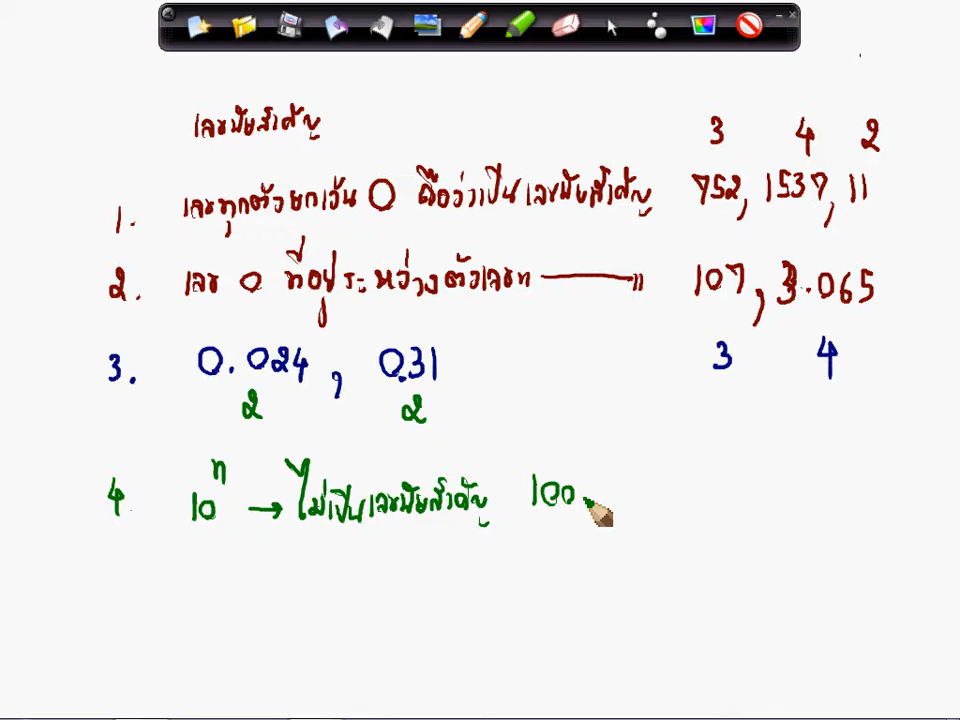 เลขนัยสำคัญ
3 4 2
1. เลขทุกตัวยกเว้น 0 ถือว่าเป็นเลขนัยสำคัญ 752, 1537, 11
2. เลข 0 ที่อยู่ระหว่างตัวเลขn —— " 107, 3.065
3 4
3. 0.024, 0.31
2 2
4 10ⁿ → ไม่เป็นเลขนัยสำคัญ 100